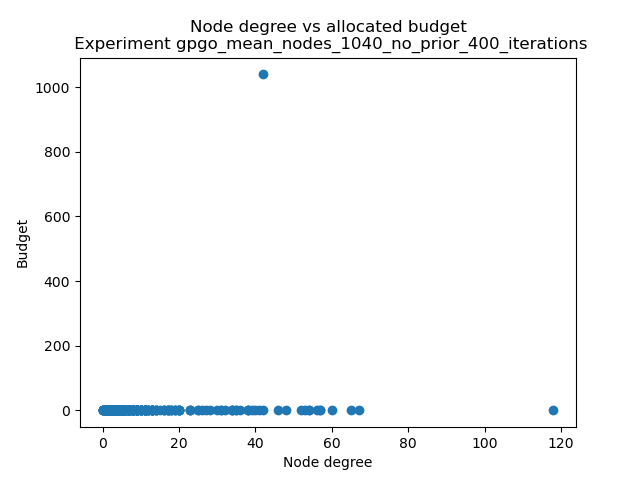 Node degree vs allocated budget
Experiment gpgo_mean_nodes_1040_no_prior_400_iterations
1000
800
600
400
200
0
Budget
0 20 40 60 80 100 120
Node degree